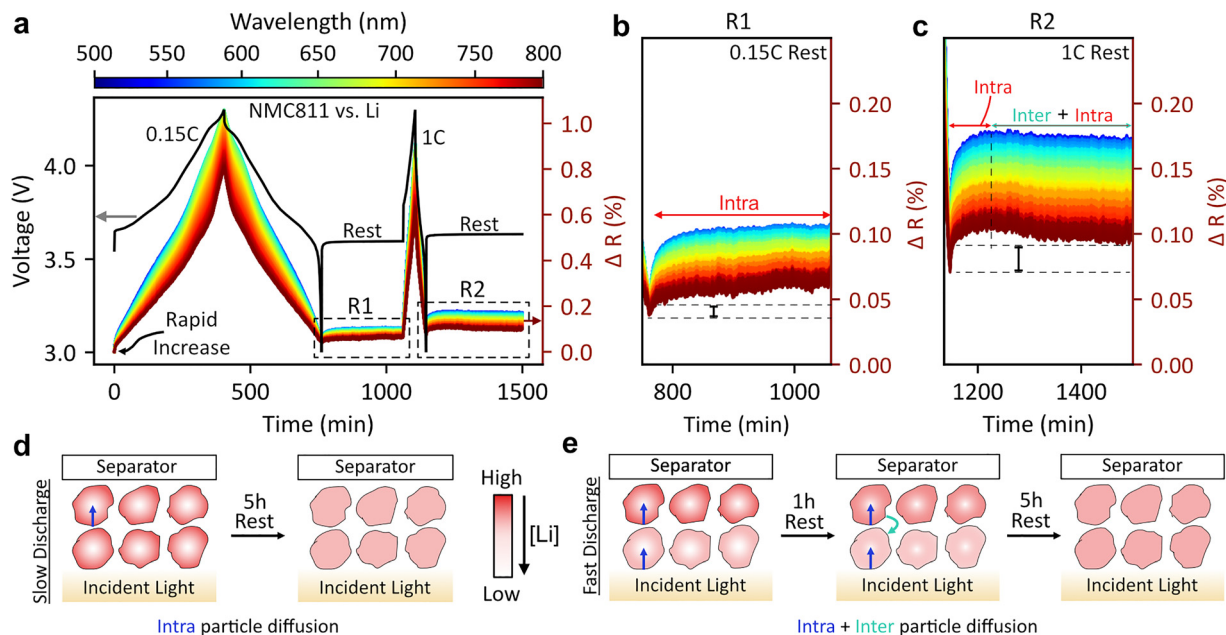 a
Wavelength (nm)
500 550 600 650 700 750 800
NMC811 vs. Li
0.15C
1C
Rest
Rest
R1
R2
Rapid
Increase
Voltage (V)
4.0
3.5
3.0
1.0
0.8
0.6
0.4
0.2
0.0
Δ R (%)
0 500 1000 1500
Time (min)
b
R1
0.15C Rest
Intra
0.20
0.15
0.10
0.05
0.00
Δ R (%)
800 1000
Time (min)
c
R2
1C Rest
Intra
Inter + Intra
0.20
0.15
0.10
0.05
0.00
Δ R (%)
1200 1400
Time (min)
d
Slow Discharge
Separator
Incident Light
5h
Rest
Separator
Incident Light
High
[Li]
Low
Intra particle diffusion
e
Fast Discharge
Separator
Incident Light
1h
Rest
Separator
Incident Light
5h
Rest
Separator
Incident Light
Intra + Inter particle diffusion